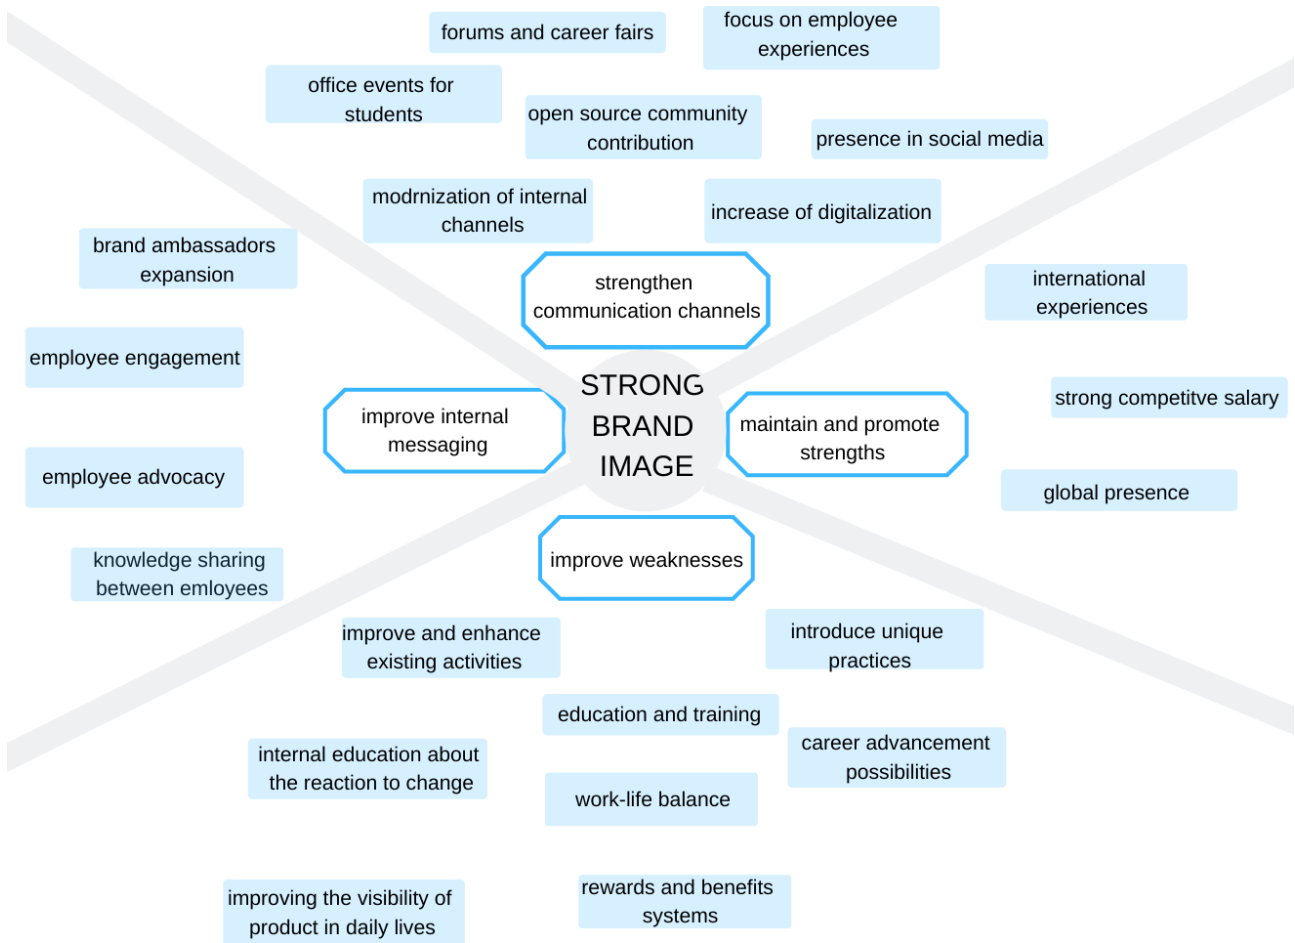 forums and career fairs
focus on employee
experiences
office events for
students
open source community
contribution
presence in social media
modrnization of internal
channels
increase of digitalization
brand ambassadors
expansion
strengthen
communication channels
international
experiences
employee engagement
STRONG
BRAND
IMAGE
improve internal
messaging
maintain and promote
strengths
strong competitve salary
employee advocacy
global presence
improve weaknesses
knowledge sharing
between emloyees
improve and enhance
existing activities
introduce unique
practices
education and training
internal education about
the reaction to change
career advancement
possibilities
work-life balance
improving the visibility of
product in daily lives
rewards and benefits
systems